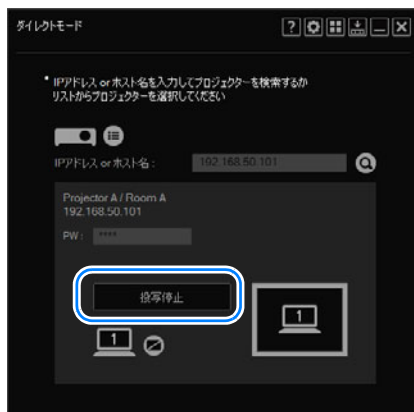 ダイレクトモード
* IPアドレス or ホスト名を入力してプロジェクターを検索するか
リストからプロジェクターを選択してください
IPアドレス or ホスト名 : 192.168.50.101
Projector A / Room A
192.168.50.101
PW : ****
投写停止
1 1